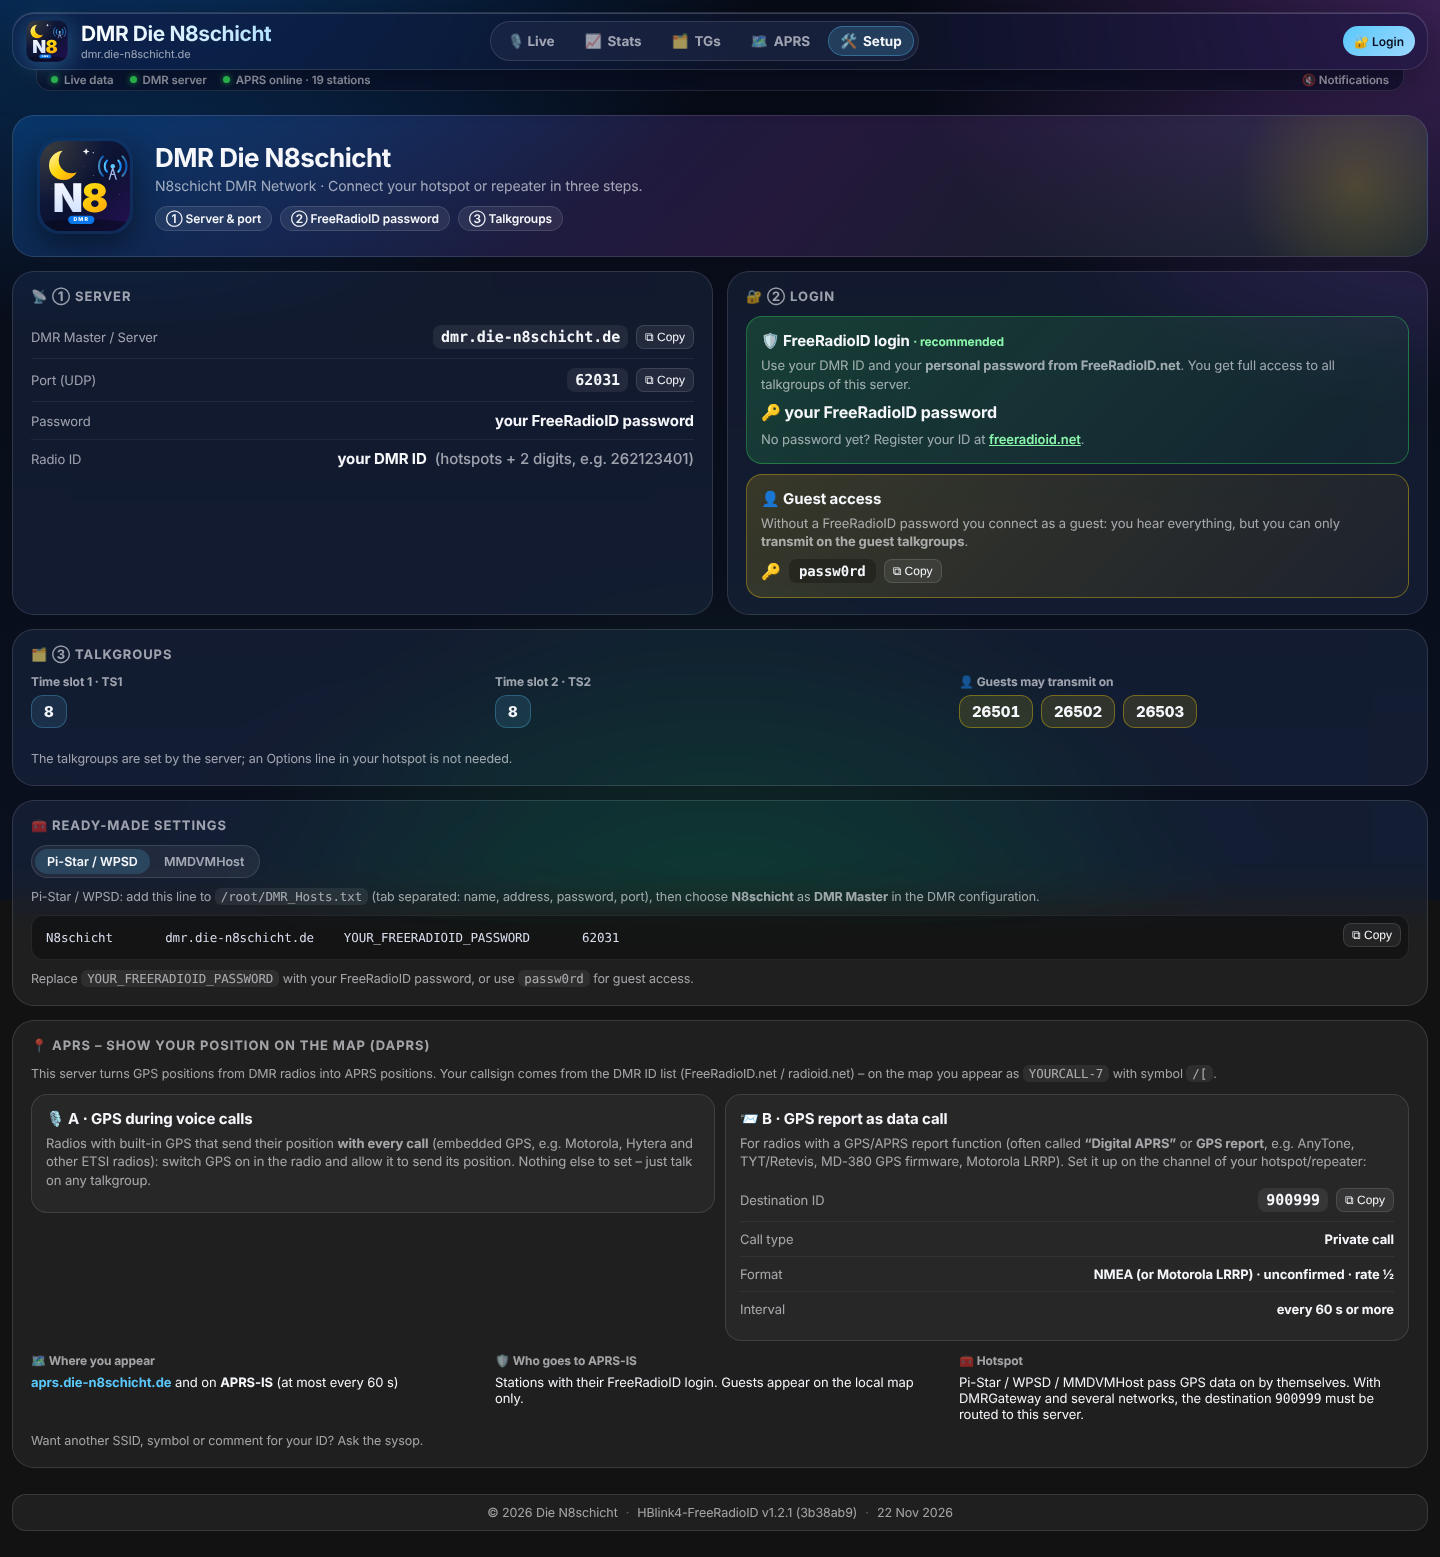 N8
DMR
DMR Die N8schicht
dmr.die-n8schicht.de
Live
Stats
TGs
APRS
Setup
Login
Live data
DMR server
APRS online · 19 stations
Notifications
N8
DMR
DMR Die N8schicht
N8schicht DMR Network · Connect your hotspot or repeater in three steps.
① Server & port
② FreeRadioID password
③ Talkgroups
① SERVER
DMR Master / Server
dmr.die-n8schicht.de
Copy
Port (UDP)
62031
Copy
Password
your FreeRadioID password
Radio ID
your DMR ID (hotspots + 2 digits, e.g. 262123401)
② LOGIN
FreeRadioID login · recommended
Use your DMR ID and your personal password from FreeRadioID.net. You get full access to all
talkgroups of this server.
your FreeRadioID password
No password yet? Register your ID at freeradioid.net.
Guest access
Without a FreeRadioID password you connect as a guest: you hear everything, but you can only
transmit on the guest talkgroups.
passw0rd
Copy
③ TALKGROUPS
Time slot 1 · TS1
8
Time slot 2 · TS2
8
Guests may transmit on
26501 26502 26503
The talkgroups are set by the server; an Options line in your hotspot is not needed.
READY-MADE SETTINGS
Pi-Star / WPSD
MMDVMHost
Pi-Star / WPSD: add this line to /root/DMR_Hosts.txt (tab separated: name, address, password, port), then choose N8schicht as DMR Master in the DMR configuration.
N8schicht dmr.die-n8schicht.de YOUR_FREERADIOID_PASSWORD 62031
Copy
Replace YOUR_FREERADIOID_PASSWORD with your FreeRadioID password, or use passw0rd for guest access.
APRS – SHOW YOUR POSITION ON THE MAP (DAPRS)
This server turns GPS positions from DMR radios into APRS positions. Your callsign comes from the DMR ID list (FreeRadioID.net / radioid.net) – on the map you appear as YOURCALL-7 with symbol /[ .
A · GPS during voice calls
Radios with built-in GPS that send their position with every call (embedded GPS, e.g. Motorola, Hytera and
other ETSI radios): switch GPS on in the radio and allow it to send its position. Nothing else to set – just talk
on any talkgroup.
B · GPS report as data call
For radios with a GPS/APRS report function (often called “Digital APRS” or GPS report, e.g. AnyTone,
TYT/Retevis, MD-380 GPS firmware, Motorola LRRP). Set it up on the channel of your hotspot/repeater:
Destination ID
900999
Copy
Call type
Private call
Format
NMEA (or Motorola LRRP) · unconfirmed · rate ½
Interval
every 60 s or more
Where you appear
aprs.die-n8schicht.de and on APRS-IS (at most every 60 s)
Who goes to APRS-IS
Stations with their FreeRadioID login. Guests appear on the local map
only.
Hotspot
Pi-Star / WPSD / MMDVMHost pass GPS data on by themselves. With
DMRGateway and several networks, the destination 900999 must be
routed to this server.
Want another SSID, symbol or comment for your ID? Ask the sysop.
© 2026 Die N8schicht · HBlink4-FreeRadioID v1.2.1 (3b38ab9) · 22 Nov 2026